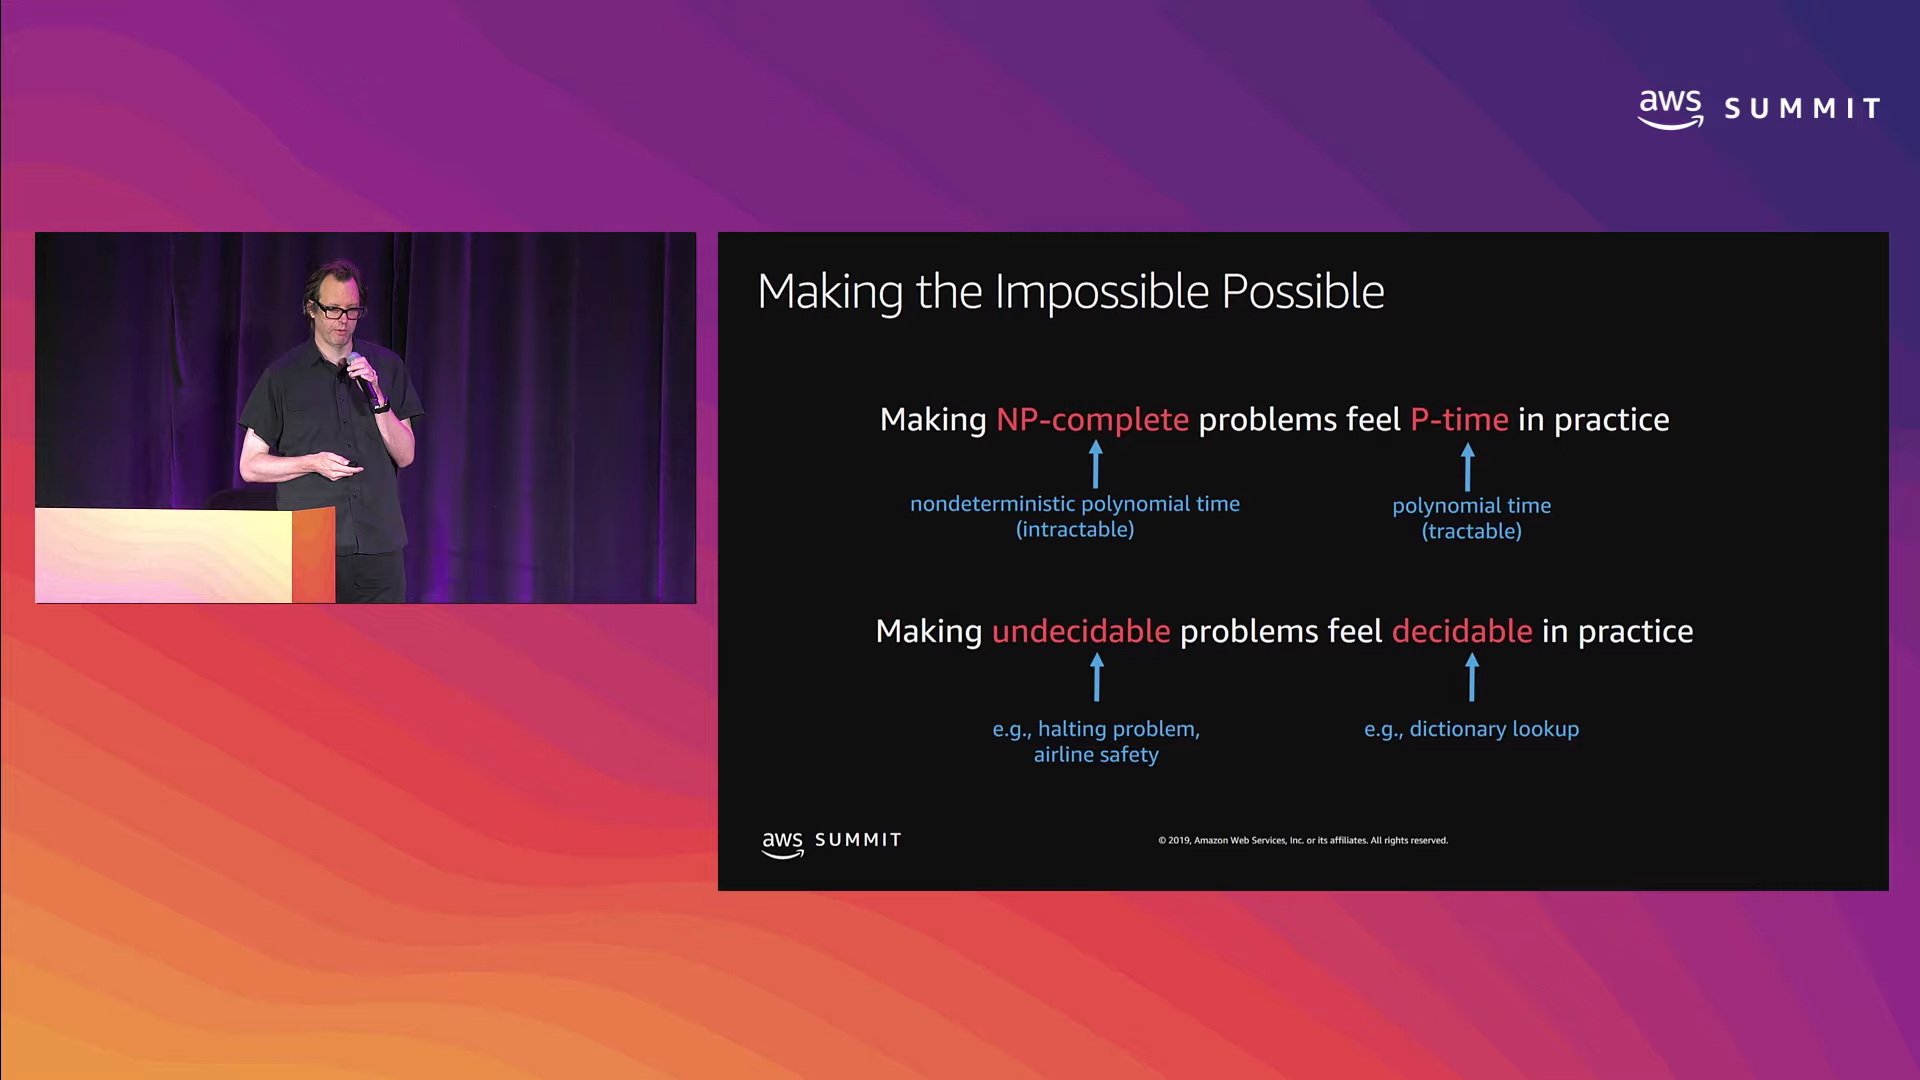 aws SUMMIT
Making the Impossible Possible
Making NP-complete problems feel P-time in practice
nondeterministic polynomial time
(intractable)
polynomial time
(tractable)
Making undecidable problems feel decidable in practice
e.g., halting problem,
airline safety
e.g., dictionary lookup
aws SUMMIT
© 2019, Amazon Web Services, Inc. or its affiliates. All rights reserved.